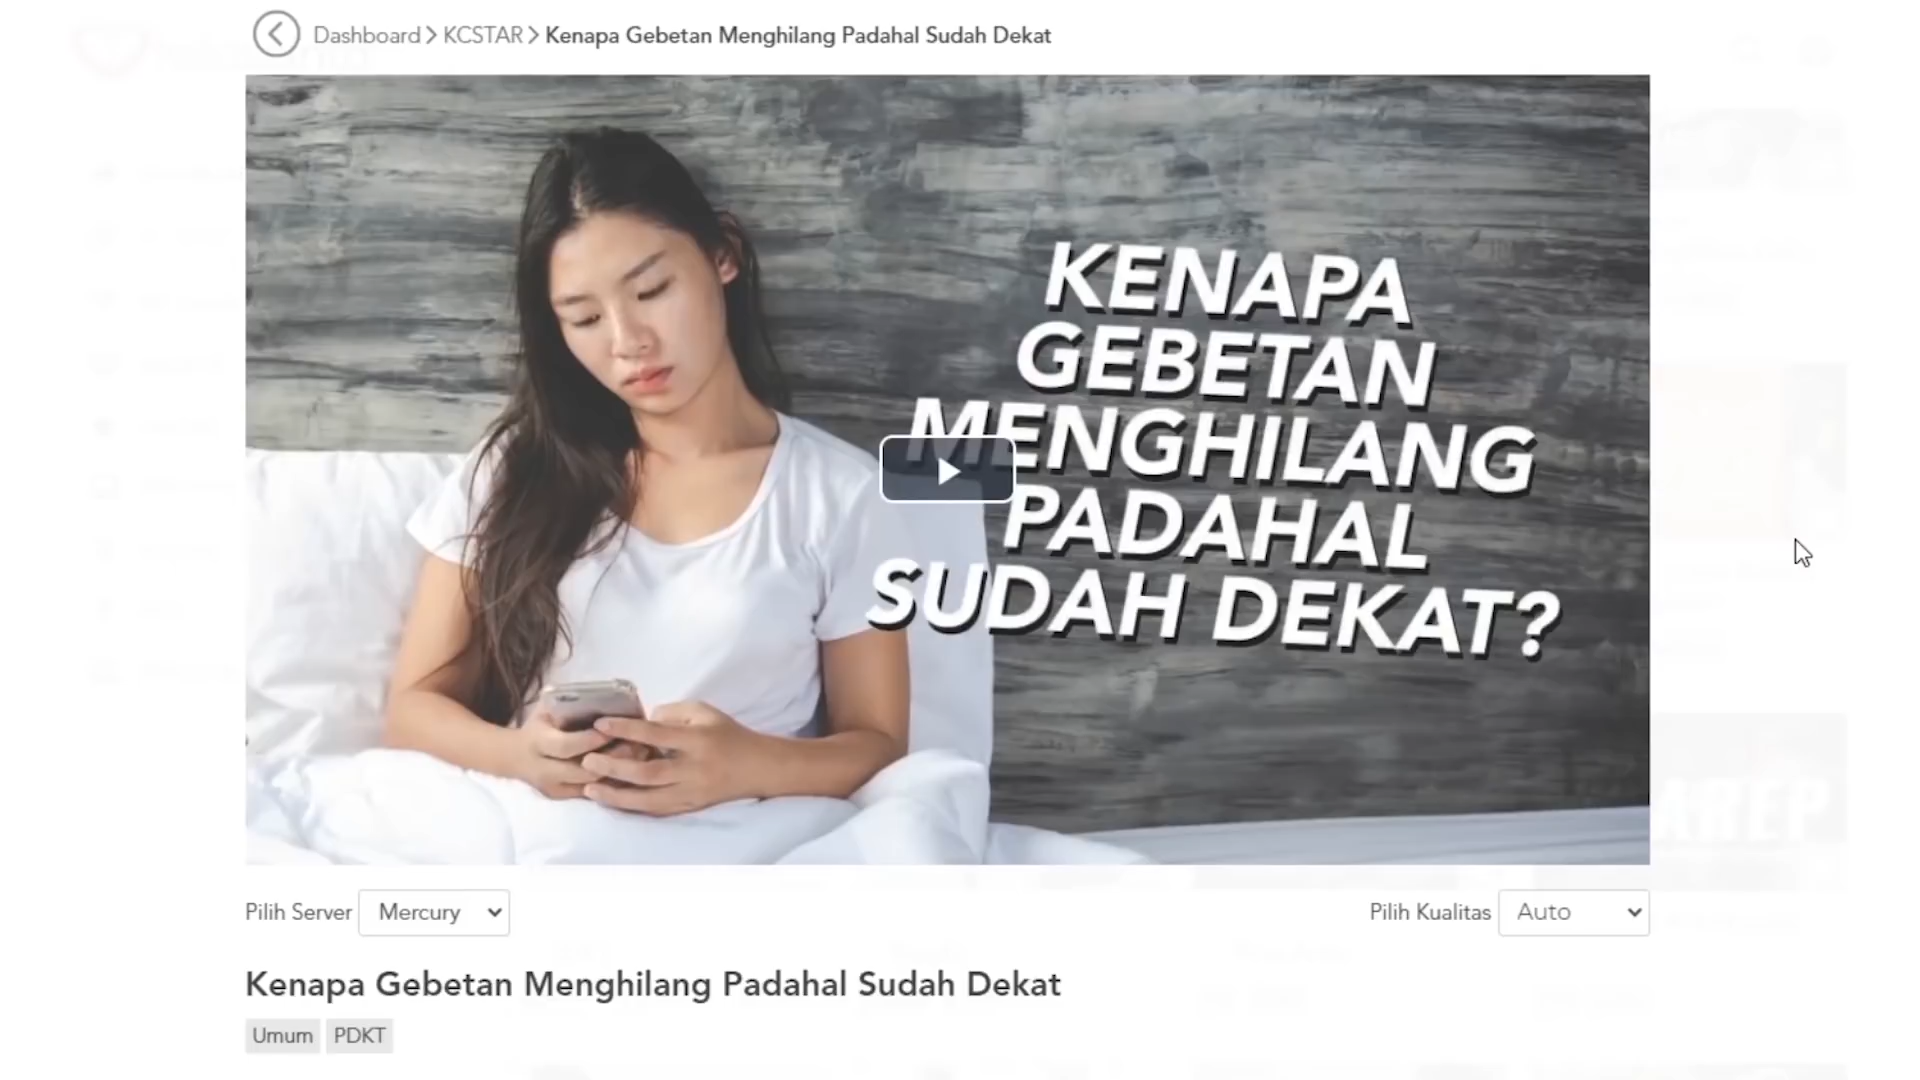 Dashboard > KCSTAR > Kenapa Gebetan Menghilang Padahal Sudah Dekat
KENAPA
GEBETAN
MENGHILANG
PADAHAL
SUDAH DEKAT?
Pilih Server Mercury
Pilih Kualitas Auto
Kenapa Gebetan Menghilang Padahal Sudah Dekat
Umum PDKT